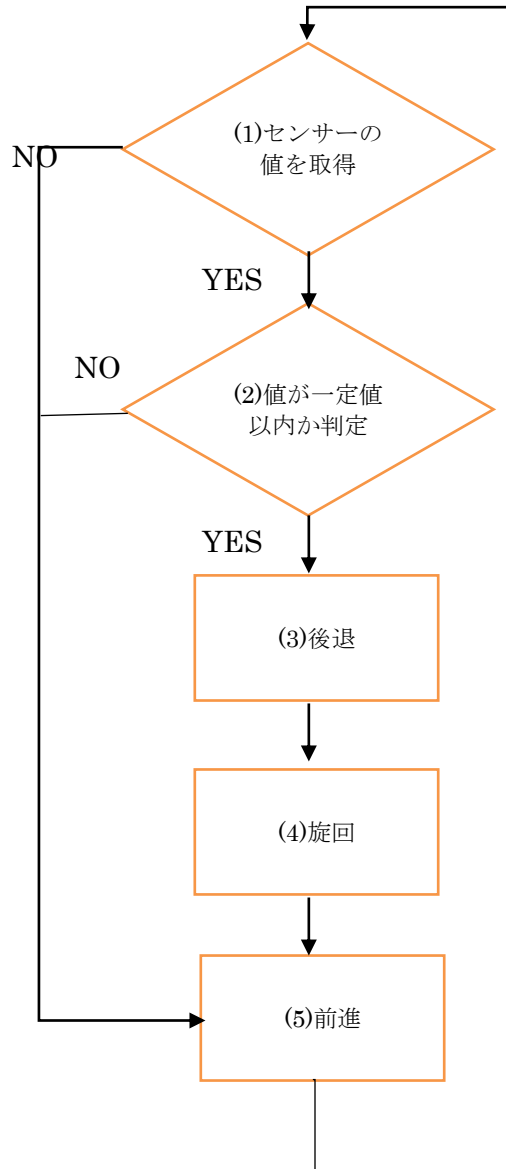 (1)センサーの
値を取得
NO
YES
NO
(2)値が一定値
以内か判定
YES
(3)後退
(4)旋回
(5)前進